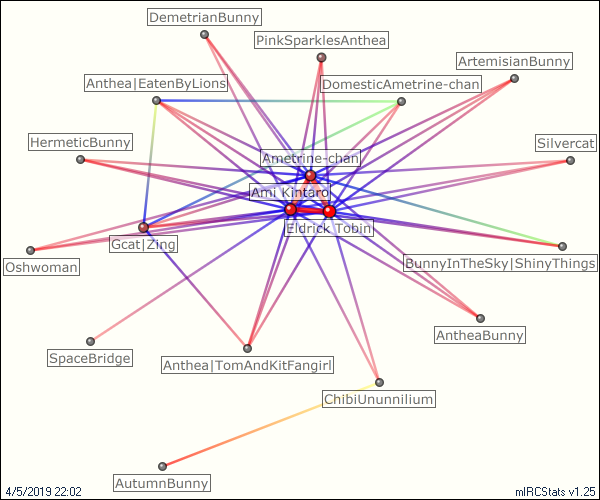 DemetrianBunny
PinkSparklesAnthea
ArtemisianBunny
Anthea|EatenByLions
DomesticAmetrine-chan
HermeticBunny
Silvercat
Ametrine-chan
Ami Kintaro
Eldrick Tobin
Gcat|Zing
Oshwoman
BunnyInTheSky|ShinyThings
AntheaBunny
SpaceBridge
Anthea|TomAndKitFangirl
ChibiUnunnilium
AutumnBunny
4/5/2019 22:02
mIRCStats v1.25